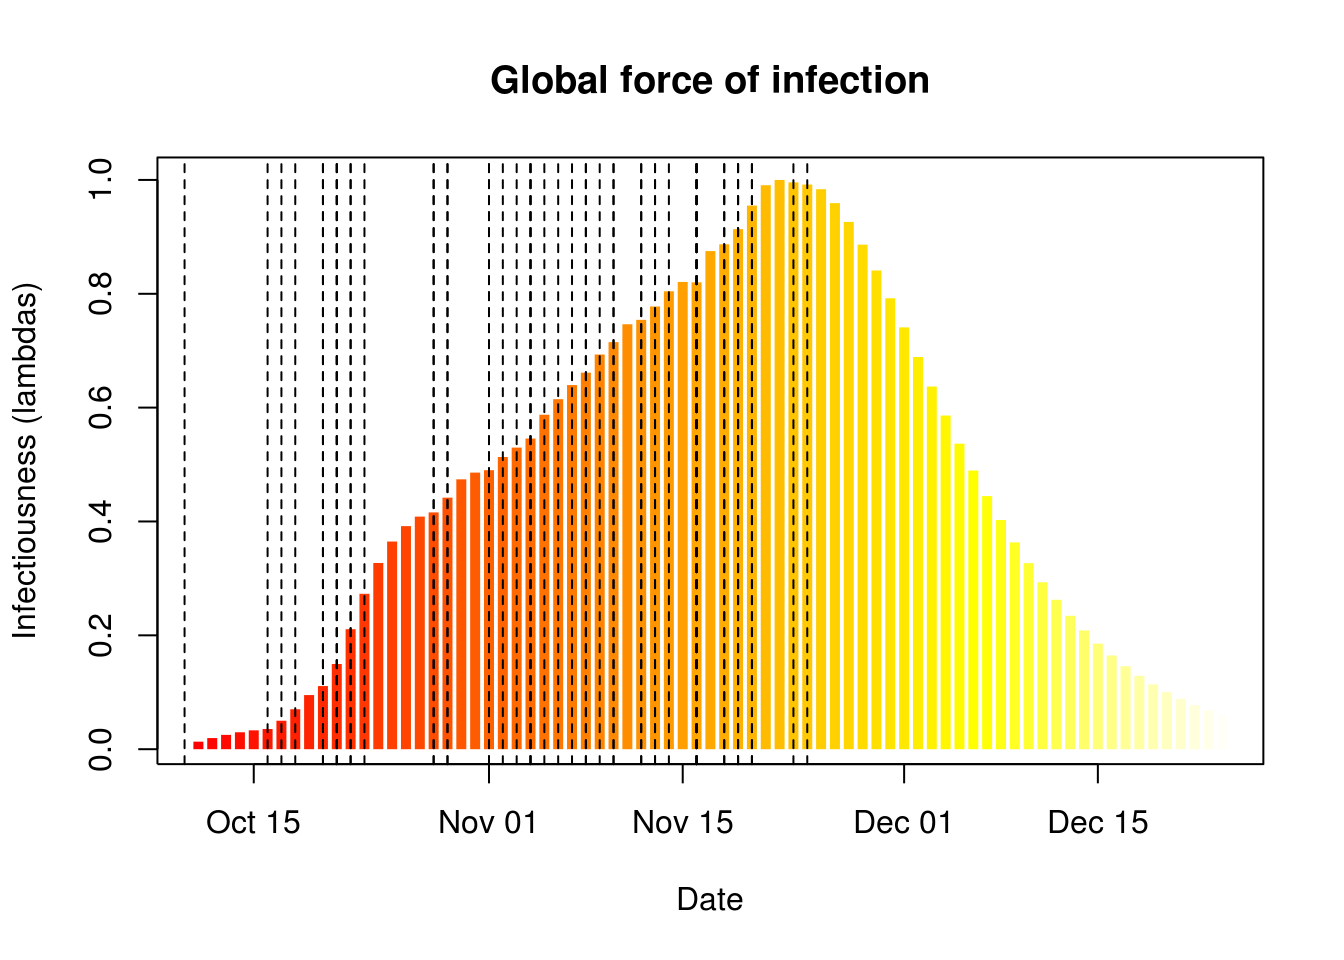 Global force of infection
Infectiousness (lambdas)
1.0
0.8
0.6
0.4
0.2
0.0
Oct 15 Nov 01 Nov 15 Dec 01 Dec 15
Date